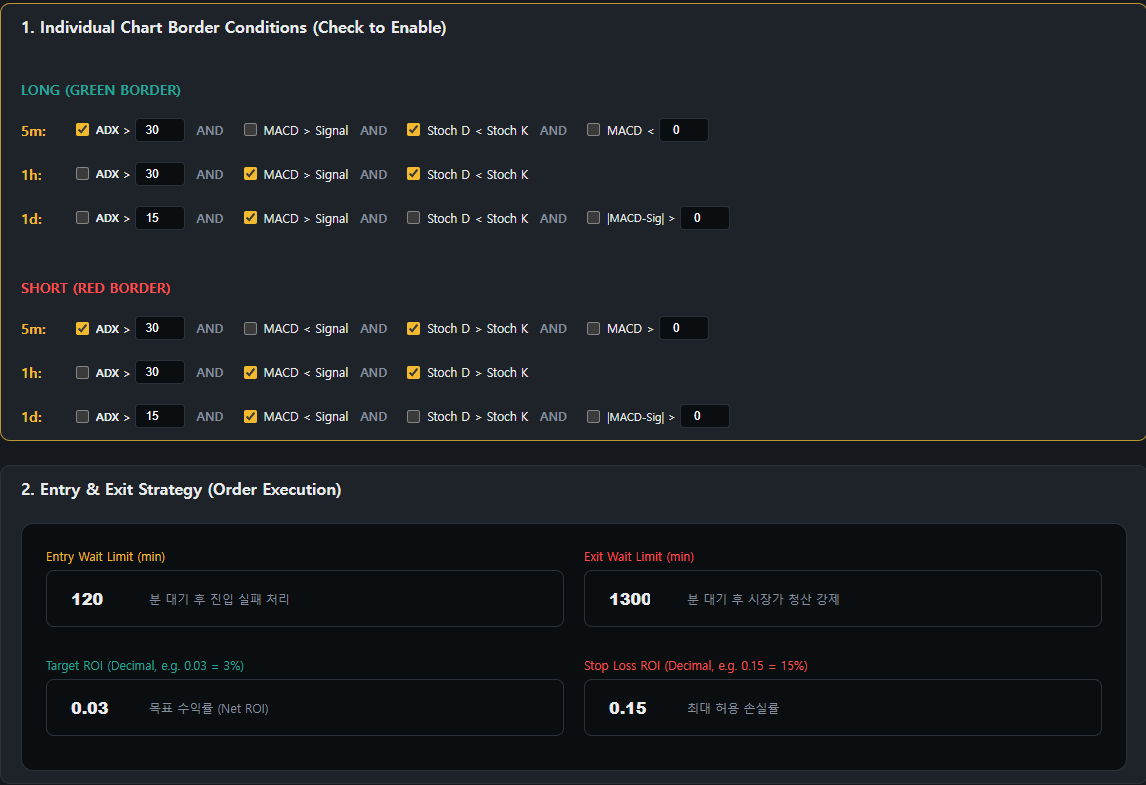 1. Individual Chart Border Conditions (Check to Enable)
LONG (GREEN BORDER)
5m: ADX > 30 AND MACD > Signal AND Stoch D < Stoch K AND MACD < 0
1h: ADX > 30 AND MACD > Signal AND Stoch D < Stoch K
1d: ADX > 15 AND MACD > Signal AND Stoch D < Stoch K AND |MACD-Sig| > 0
SHORT (RED BORDER)
5m: ADX > 30 AND MACD < Signal AND Stoch D > Stoch K AND MACD > 0
1h: ADX > 30 AND MACD < Signal AND Stoch D > Stoch K
1d: ADX > 15 AND MACD < Signal AND Stoch D > Stoch K AND |MACD-Sig| > 0
2. Entry & Exit Strategy (Order Execution)
Entry Wait Limit (min)
120 분 대기 후 진입 실패 처리
Exit Wait Limit (min)
1300 분 대기 후 시장가 청산 강제
Target ROI (Decimal, e.g. 0.03 = 3%)
0.03 목표 수익률 (Net ROI)
Stop Loss ROI (Decimal, e.g. 0.15 = 15%)
0.15 최대 허용 손실률